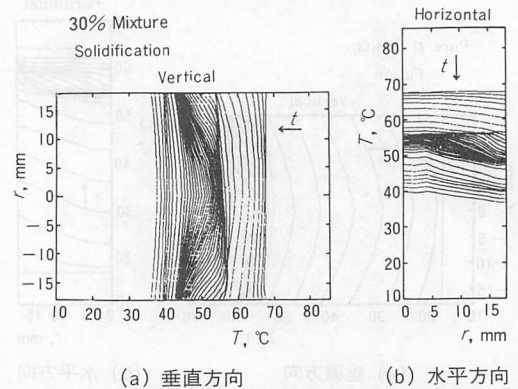 30% Mixture
Solidification
Vertical
t
r, mm
15
10
5
0
5
-10
-15
10 20 30 40 50 60 70 80
T, °C
(a) 垂直方向
Horizontal
t
T, °C
80
70
60
50
40
30
20
10
0 5 10 15
r, mm
(b) 水平方向